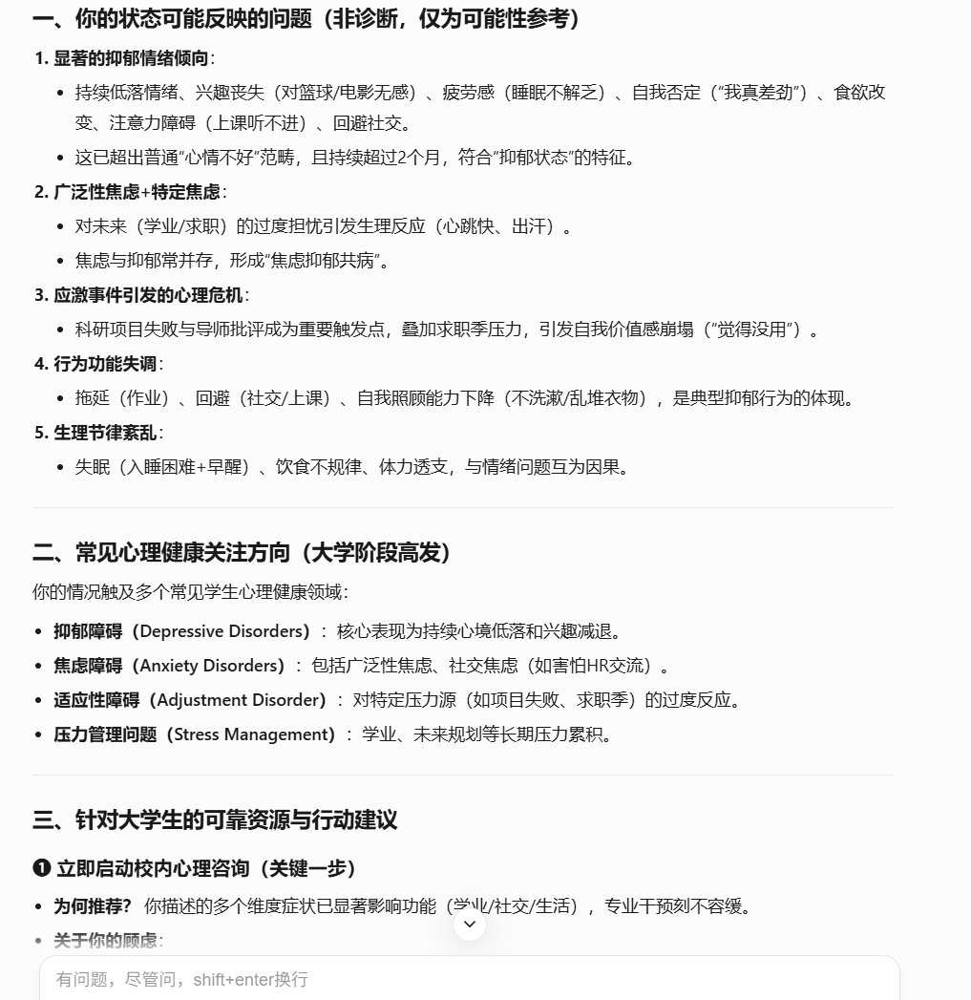 一、你的状态可能反映的问题（非诊断，仅为可能性参考）
1. 显著的抑郁情绪倾向：
• 持续低落情绪、兴趣丧失（对篮球/电影无感）、疲劳感（睡眠不解乏）、自我否定（“我真差劲”）、食欲改
变、注意力障碍（上课听不进）、回避社交。
• 这已超出普通“心情不好”范畴，且持续超过2个月，符合“抑郁状态”的特征。
2. 广泛性焦虑+特定焦虑：
• 对未来（学业/求职）的过度担忧引发生理反应（心跳快、出汗）。
• 焦虑与抑郁常并存，形成“焦虑抑郁共病”。
3. 应激事件引发的心理危机：
• 科研项目失败与导师批评成为重要触发点，叠加求职季压力，引发自我价值感崩塌（“觉得没用”）。
4. 行为功能失调：
• 拖延（作业）、回避（社交/上课）、自我照顾能力下降（不洗漱/乱堆衣物），是典型抑郁行为的体现。
5. 生理节律紊乱：
• 失眠（入睡困难+早醒）、饮食不规律、体力透支，与情绪问题互为因果。
二、常见心理健康关注方向（大学阶段高发）
你的情况触及多个常见学生心理健康领域：
• 抑郁障碍（Depressive Disorders）：核心表现为持续心境低落和兴趣减退。
• 焦虑障碍（Anxiety Disorders）：包括广泛性焦虑、社交焦虑（如害怕HR交流）。
• 适应性障碍（Adjustment Disorder）：对特定压力源（如项目失败、求职季）的过度反应。
• 压力管理问题（Stress Management）：学业、未来规划等长期压力累积。
三、针对大学生的可靠资源与行动建议
❶ 立即启动校内心理咨询（关键一步）
• 为何推荐？ 你描述的多个维度症状已显著影响功能（学业/社交/生活），专业干预刻不容缓。
• 关于你的顾虑：
有问题，尽管问，shift+enter换行